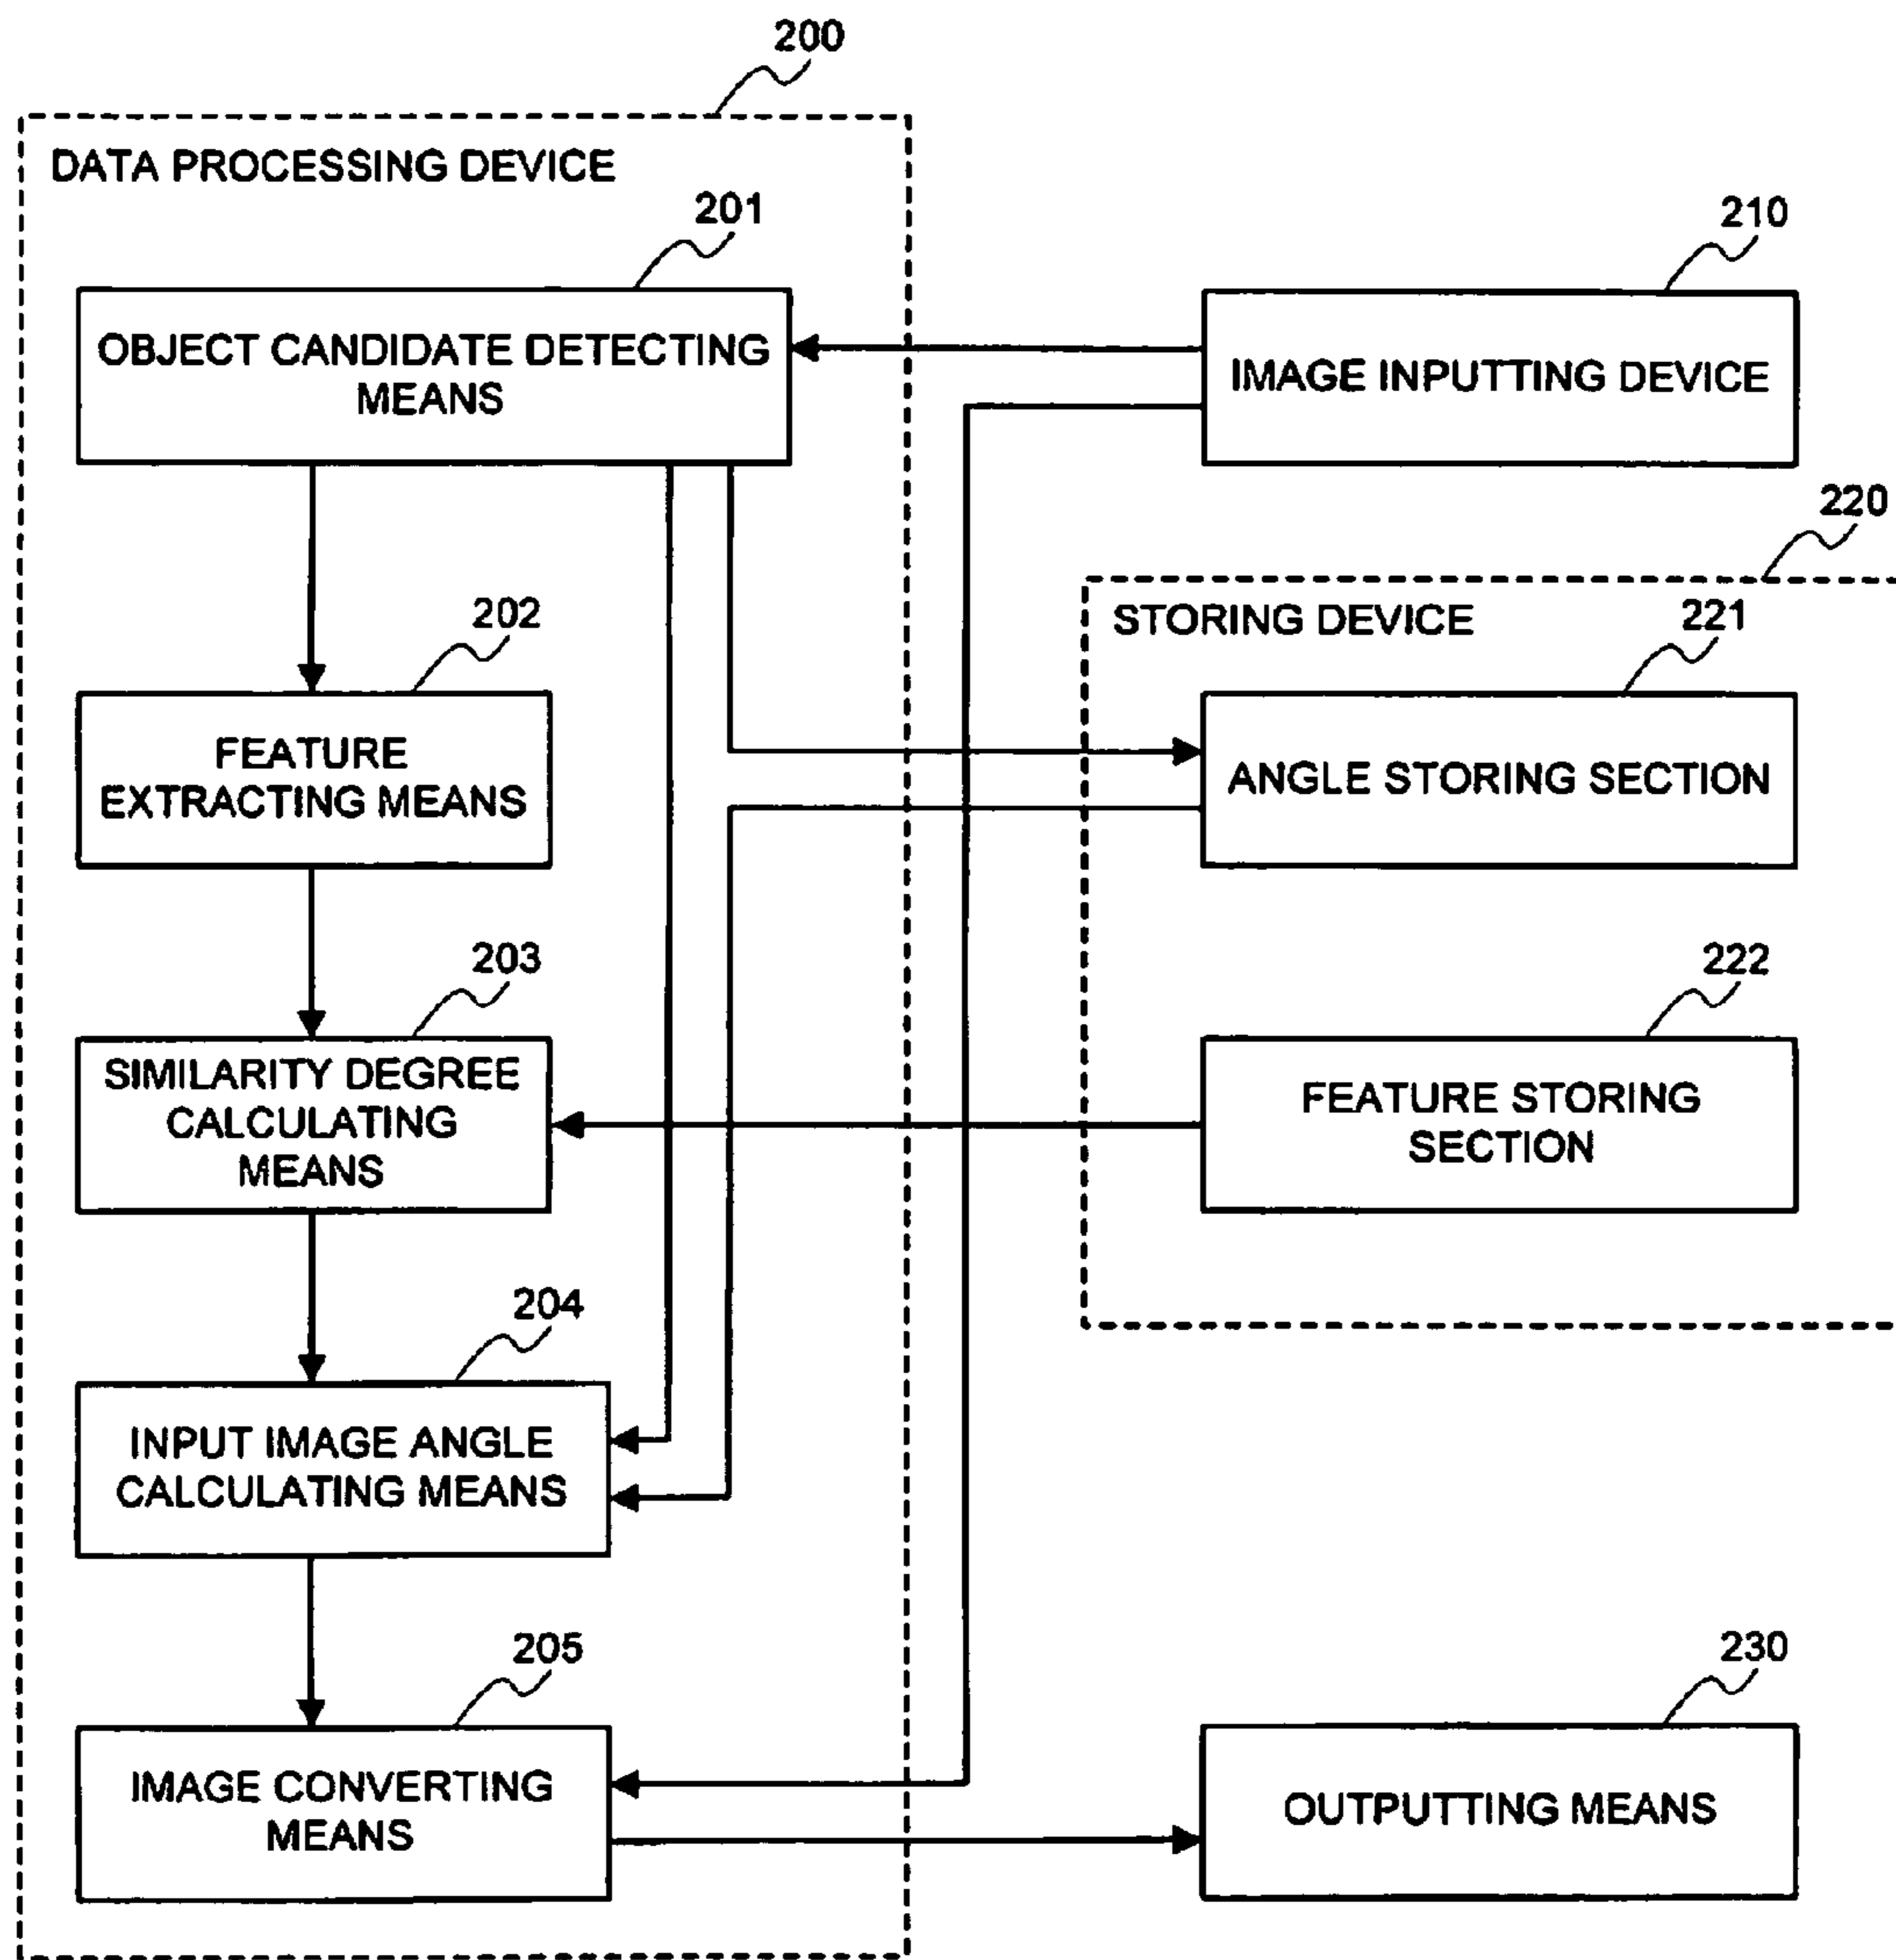 200
DATA PROCESSING DEVICE
201
OBJECT CANDIDATE DETECTING
MEANS
210
IMAGE INPUTTING DEVICE
220
STORING DEVICE
202
FEATURE
EXTRACTING MEANS
221
ANGLE STORING SECTION
203
SIMILARITY DEGREE
CALCULATING
MEANS
222
FEATURE STORING
SECTION
204
INPUT IMAGE ANGLE
CALCULATING MEANS
205
IMAGE CONVERTING
MEANS
230
OUTPUTTING MEANS